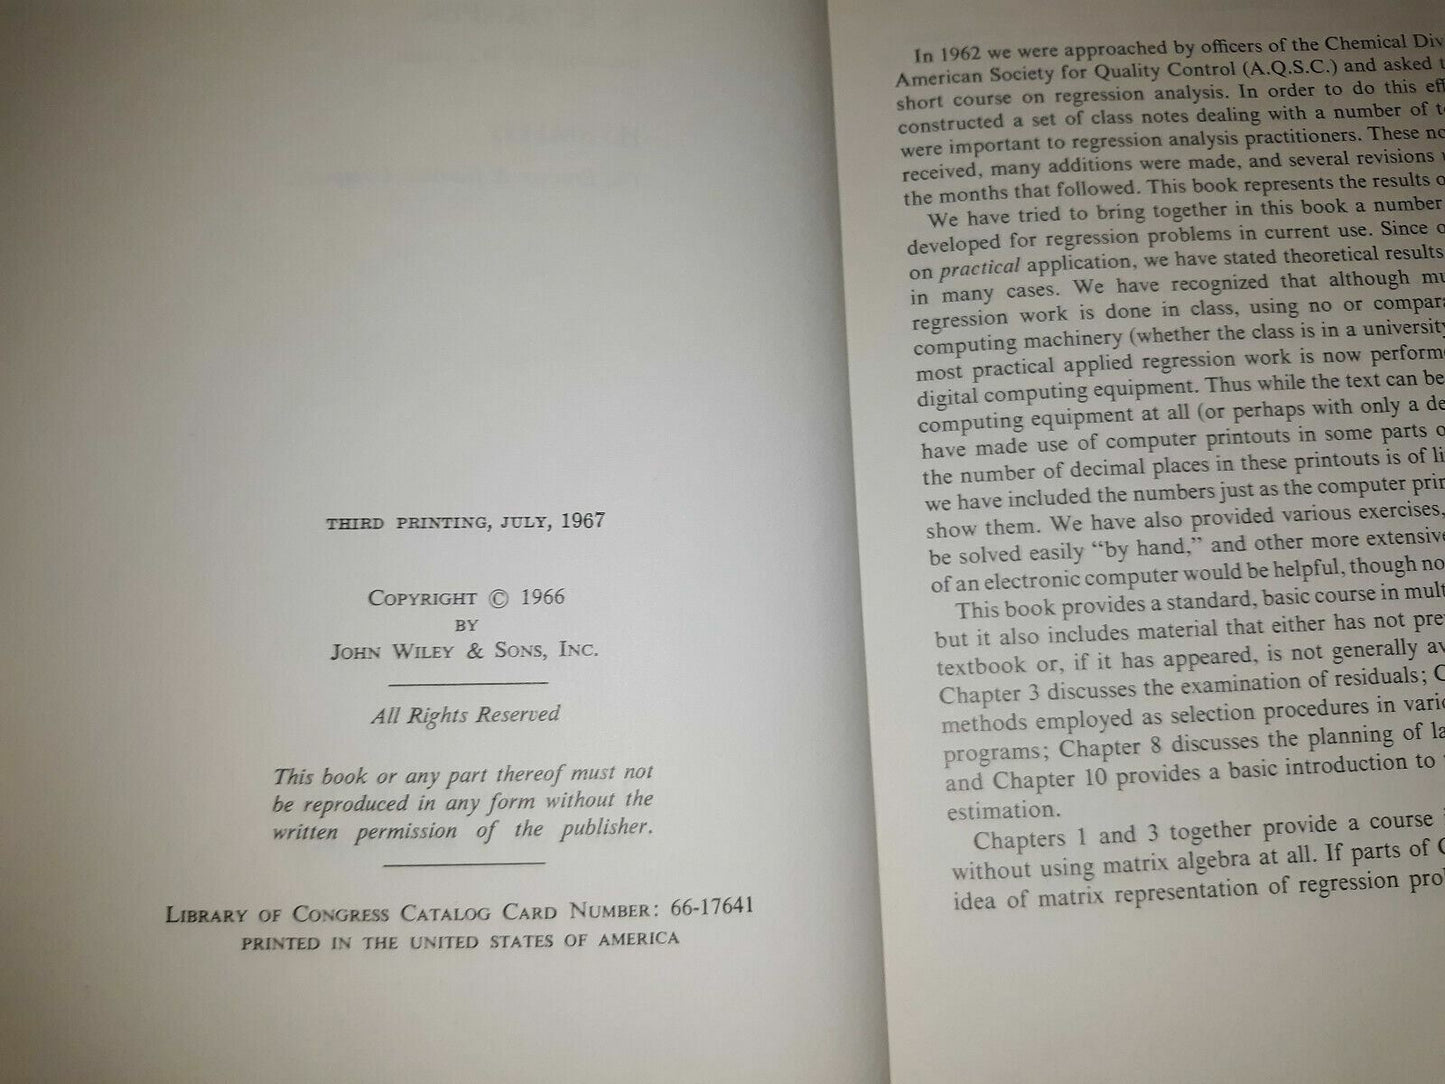 THIRD PRINTING, JULY, 1967
COPYRIGHT © 1966
BY
JOHN WILEY & SONS, INC.
All Rights Reserved
This book or any part thereof must not
be reproduced in any form without the
written permission of the publisher.
LIBRARY OF CONGRESS CATALOG CARD NUMBER: 66-17641
PRINTED IN THE UNITED STATES OF AMERICA
In 1962 we were approached by officers of the Chemical Div
American Society for Quality Control (A.Q.S.C.) and asked t
short course on regression analysis. In order to do this eff
constructed a set of class notes dealing with a number of t
were important to regression analysis practitioners. These no
received, many additions were made, and several revisions
the months that followed. This book represents the results o
We have tried to bring together in this book a number
developed for regression problems in current use. Since o
on practical application, we have stated theoretical results
in many cases. We have recognized that although mu
regression work is done in class, using no or compara
computing machinery (whether the class is in a university
most practical applied regression work is now perform
digital computing equipment. Thus while the text can be
computing equipment at all (or perhaps with only a de
have made use of computer printouts in some parts o
the number of decimal places in these printouts is of li
we have included the numbers just as the computer prin
show them. We have also provided various exercises,
be solved easily “by hand,” and other more extensive
of an electronic computer would be helpful, though no
This book provides a standard, basic course in mult
but it also includes material that either has not pre
textbook or, if it has appeared, is not generally av
Chapter 3 discusses the examination of residuals; C
methods employed as selection procedures in vario
programs; Chapter 8 discusses the planning of la
and Chapter 10 provides a basic introduction to
estimation.
Chapters 1 and 3 together provide a course
without using matrix algebra at all. If parts of C
idea of matrix representation of regression pro